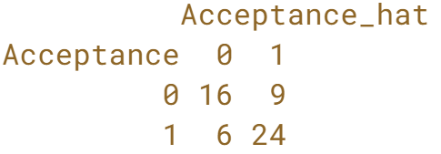 Acceptance_hat
Acceptance 0 1
0 16 9
1 6 24